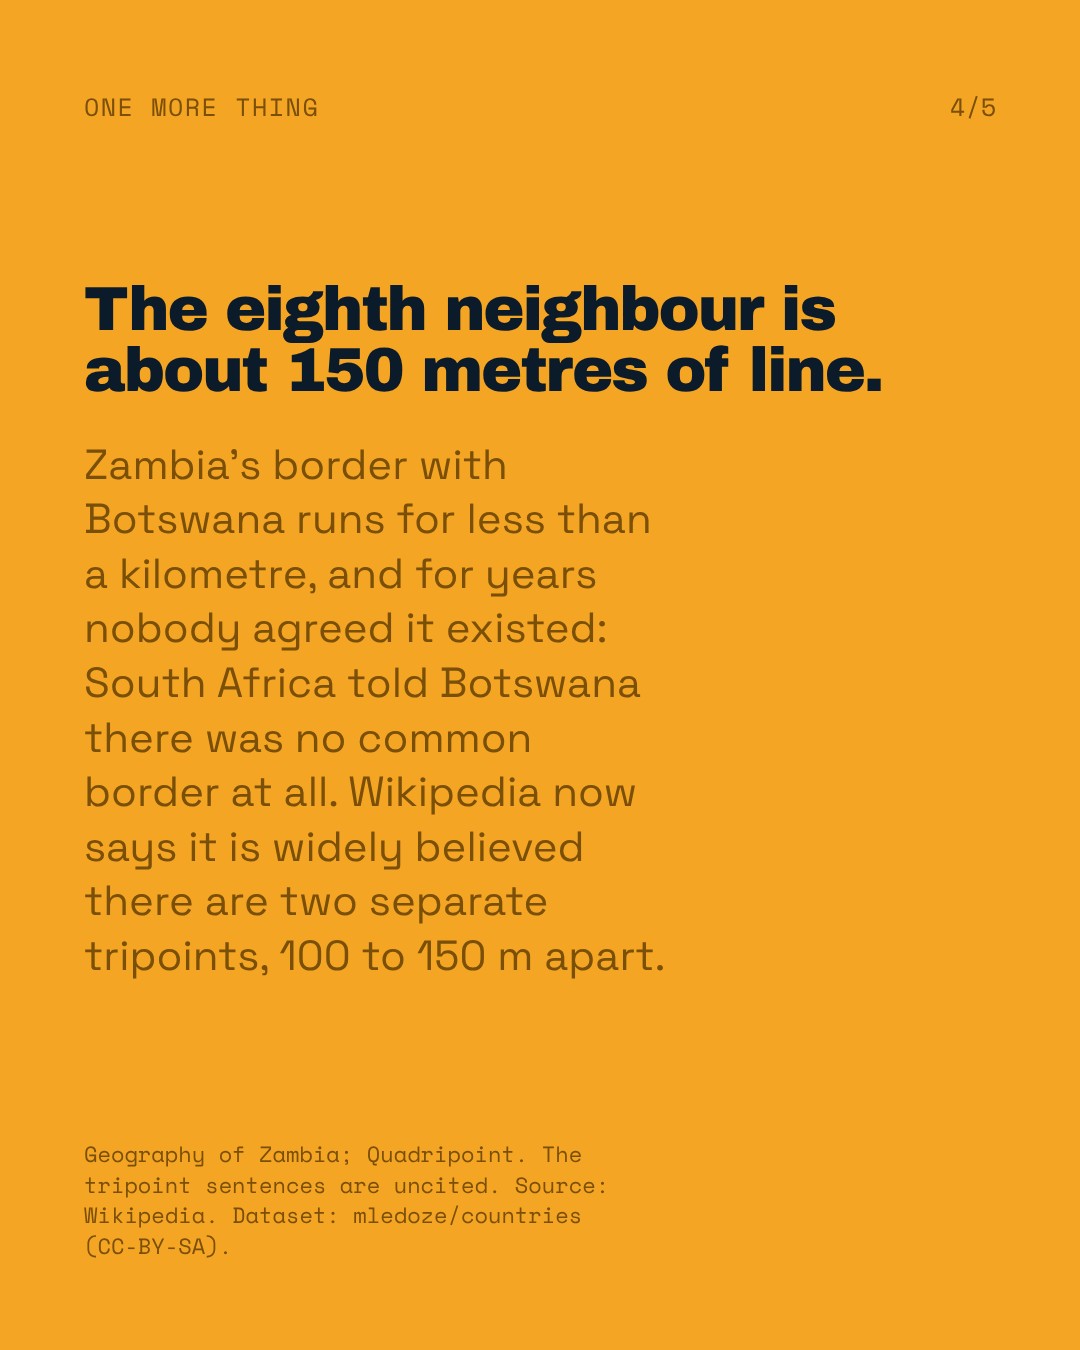 ONE MORE THING
4/5
The eighth neighbour is
about 150 metres of line.
Zambia’s border with
Botswana runs for less than
a kilometre, and for years
nobody agreed it existed:
South Africa told Botswana
there was no common
border at all. Wikipedia now
says it is widely believed
there are two separate
tripoints, 100 to 150 m apart.
Geography of Zambia; Quadripoint. The
tripoint sentences are uncited. Source:
Wikipedia. Dataset: mledoze/countries
(CC-BY-SA).